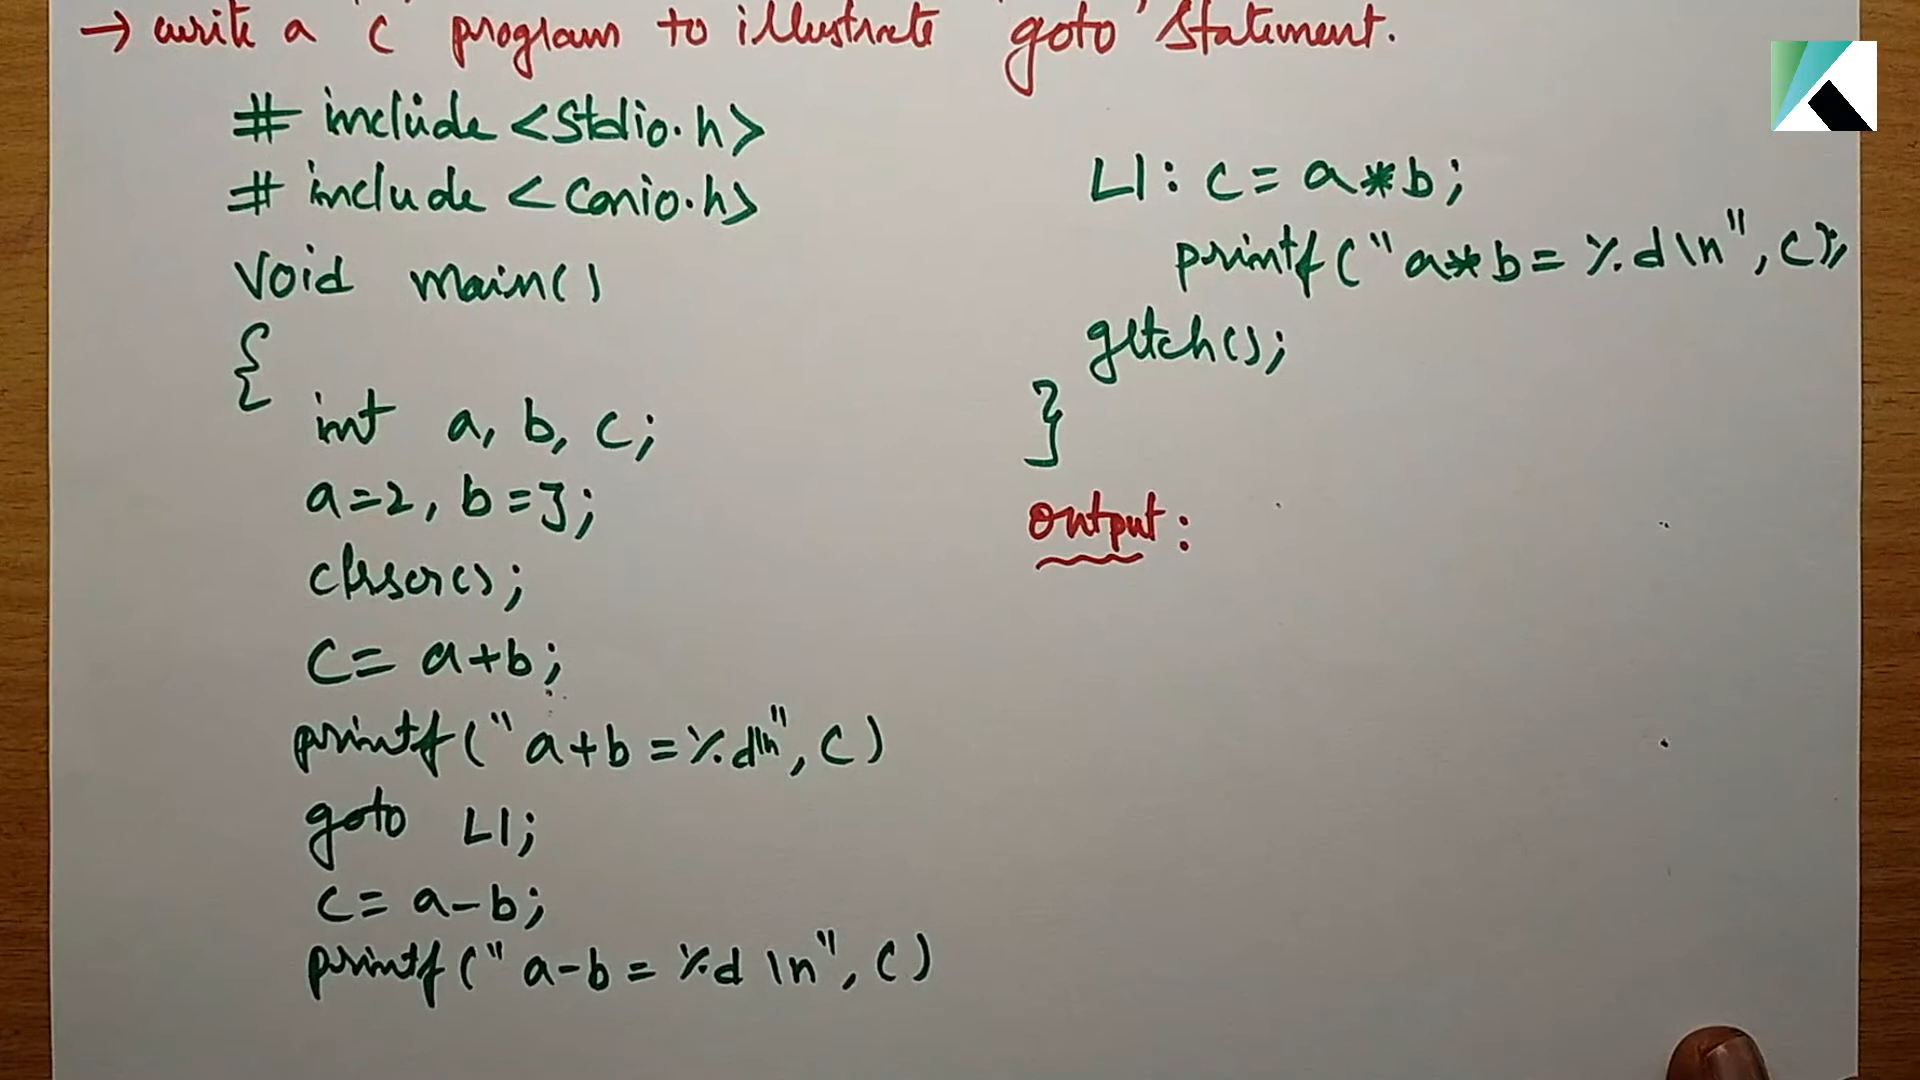 → write a 'c' program to illustrate 'goto' statement.
# include <stdio.h>
# include <conio.h>
void main()
{
int a, b, c;
a=2, b=3;
clrscr();
c= a+b;
printf("a+b=%d\n", c)
goto L1;
c= a-b;
printf("a-b=%d \n", c)
L1: c= a*b;
printf("a*b=%d\n", c);
getch();
}
output: